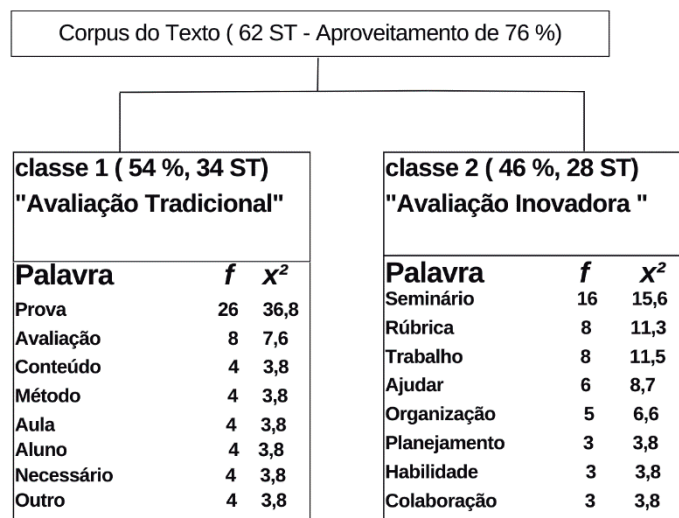 Corpus do Texto ( 62 ST - Aproveitamento de 76 %)
classe 1 ( 54 %, 34 ST)
"Avaliação Tradicional"
Palavra f x²
Prova 26 36,8
Avaliação 8 7,6
Conteúdo 4 3,8
Método 4 3,8
Aula 4 3,8
Aluno 4 3,8
Necessário 4 3,8
Outro 4 3,8
classe 2 ( 46 %, 28 ST)
"Avaliação Inovadora "
Palavra f x²
Seminário 16 15,6
Rúbrica 8 11,3
Trabalho 8 11,5
Ajudar 6 8,7
Organização 5 6,6
Planejamento 3 3,8
Habilidade 3 3,8
Colaboração 3 3,8